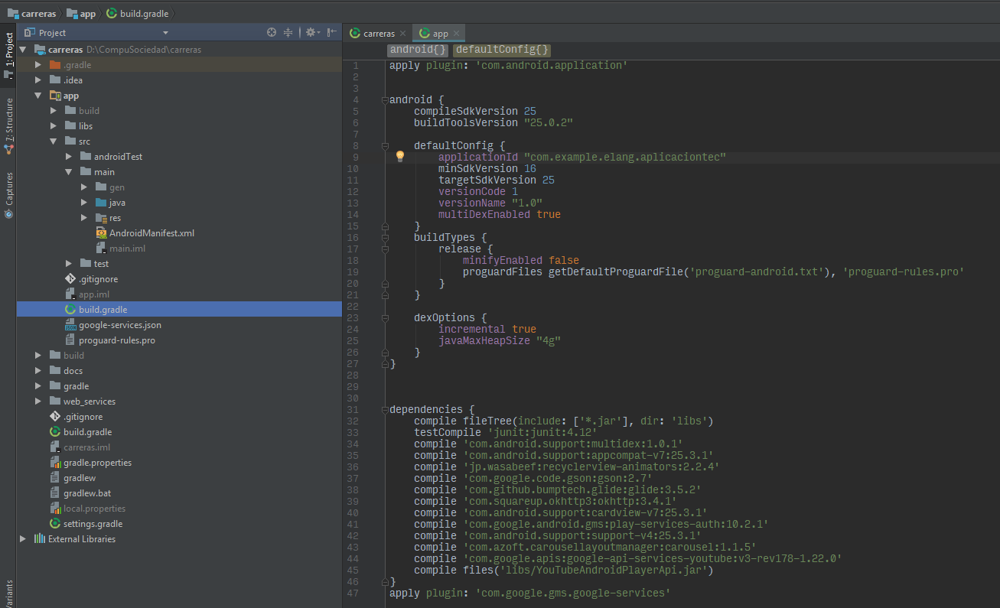 carreras app build.gradle
Project
carreras app
1: Project
Z: Structure
Captures
Variants
carreras D:\CompuSociedad\carreras
.gradle
.idea
app
build
libs
src
androidTest
main
gen
java
res
AndroidManifest.xml
main.iml
test
.gitignore
app.iml
build.gradle
google-services.json
proguard-rules.pro
build
docs
gradle
web_services
.gitignore
build.gradle
carreras.iml
gradle.properties
gradlew
gradlew.bat
local.properties
settings.gradle
External Libraries
android{} defaultConfig{}
1 apply plugin: 'com.android.application'
2
3
4 android {
5 compileSdkVersion 25
6 buildToolsVersion "25.0.2"
7
8 defaultConfig {
9 applicationId "com.example.elang.aplicaciontec"
10 minSdkVersion 16
11 targetSdkVersion 25
12 versionCode 1
13 versionName "1.0"
14 multiDexEnabled true
15 }
16 buildTypes {
17 release {
18 minifyEnabled false
19 proguardFiles getDefaultProguardFile('proguard-android.txt'), 'proguard-rules.pro'
20 }
21 }
22
23 dexOptions {
24 incremental true
25 javaMaxHeapSize "4g"
26 }
27 }
28
29
30
31 dependencies {
32 compile fileTree(include: ['*.jar'], dir: 'libs')
33 testCompile 'junit:junit:4.12'
34 compile 'com.android.support:multidex:1.0.1'
35 compile 'com.android.support:appcompat-v7:25.3.1'
36 compile 'jp.wasabeef:recyclerview-animators:2.2.4'
37 compile 'com.google.code.gson:gson:2.7'
38 compile 'com.github.bumptech.glide:glide:3.5.2'
39 compile 'com.squareup.okhttp3:okhttp:3.4.1'
40 compile 'com.android.support:cardview-v7:25.3.1'
41 compile 'com.google.android.gms:play-services-auth:10.2.1'
42 compile 'com.android.support:support-v4:25.3.1'
43 compile 'com.azoft.carousellayoutmanager:carousel:1.1.5'
44 compile 'com.google.apis:google-api-services-youtube:v3-rev178-1.22.0'
45 compile files('libs/YouTubeAndroidPlayerApi.jar')
46 }
47 apply plugin: 'com.google.gms.google-services'